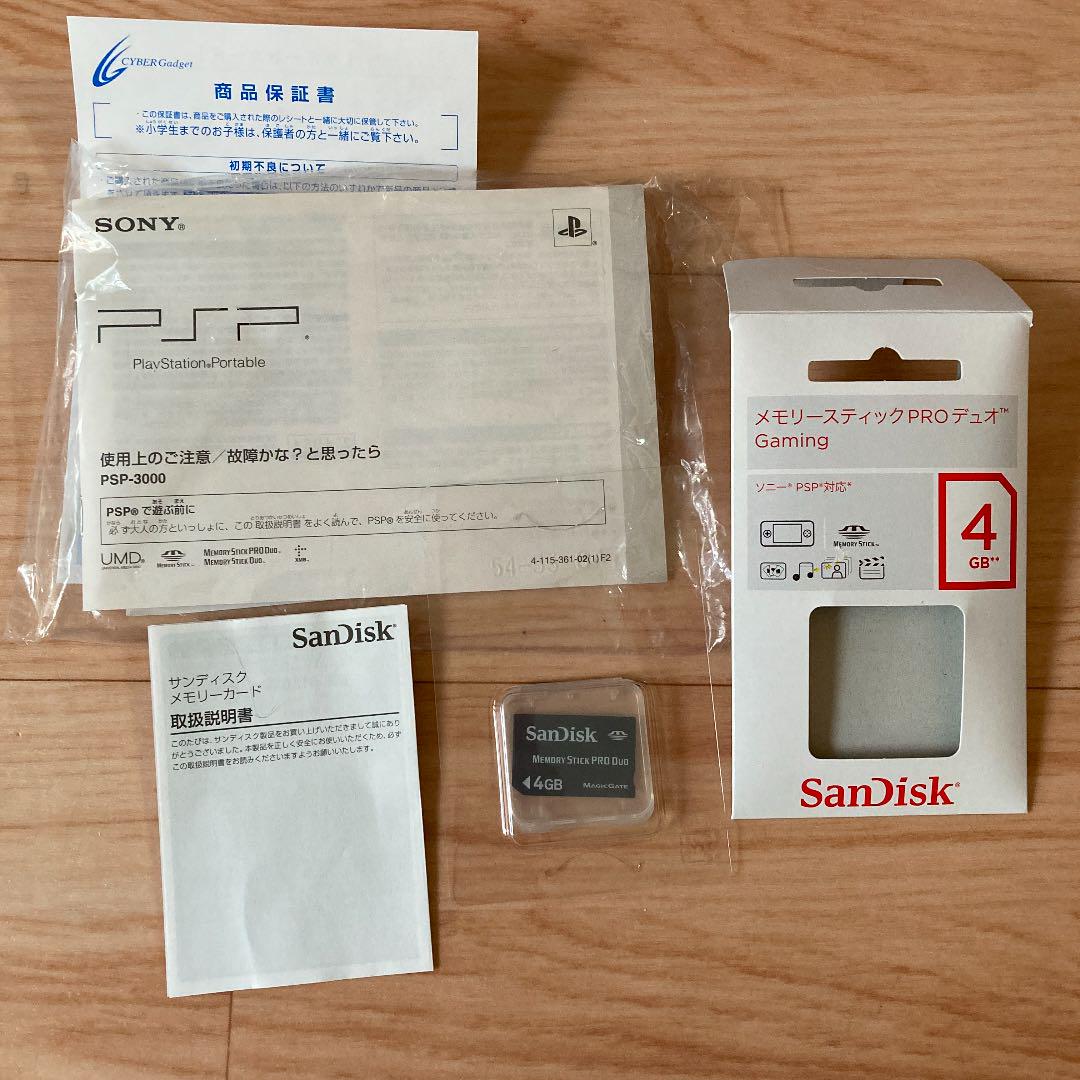 CYBER Gadget
商品保証書
・この保証書は、商品をご購入された際のレシートと一緒に大切に保管して下さい。
※小学生までのお子様は、保護者の方と一緒にご覧下さい。
初期不良について
SONY®
PSP®
PlayStation®Portable
使用上のご注意／故障かな？と思ったら
PSP-3000
PSP® で遊ぶ前に
必ず大人の方といっしょに、この 取扱説明書 をよく読んで、PSP® を安全に使ってください。
UMD™
UNIVERSAL MEDIA DISC
MEMORY STICK PRO DUO™
MEMORY STICK DUO™
XMB™
4-115-361-02(1) F2
メモリースティック PRO デュオ™
Gaming
ソニー® PSP®対応*
MEMORY STICK™
4
GB**
SanDisk®
SanDisk®
サンディスク
メモリーカード
取扱説明書
このたびは、サンディスク製品をお買い上げいただきまして誠にあり
がとうございました。本製品を正しく安全にお使いいただくため、必ず
この取扱説明書をお読みくださいますようお願いいたします。
SanDisk
MEMORY STICK PRO DUO
4GB MAGICGATE